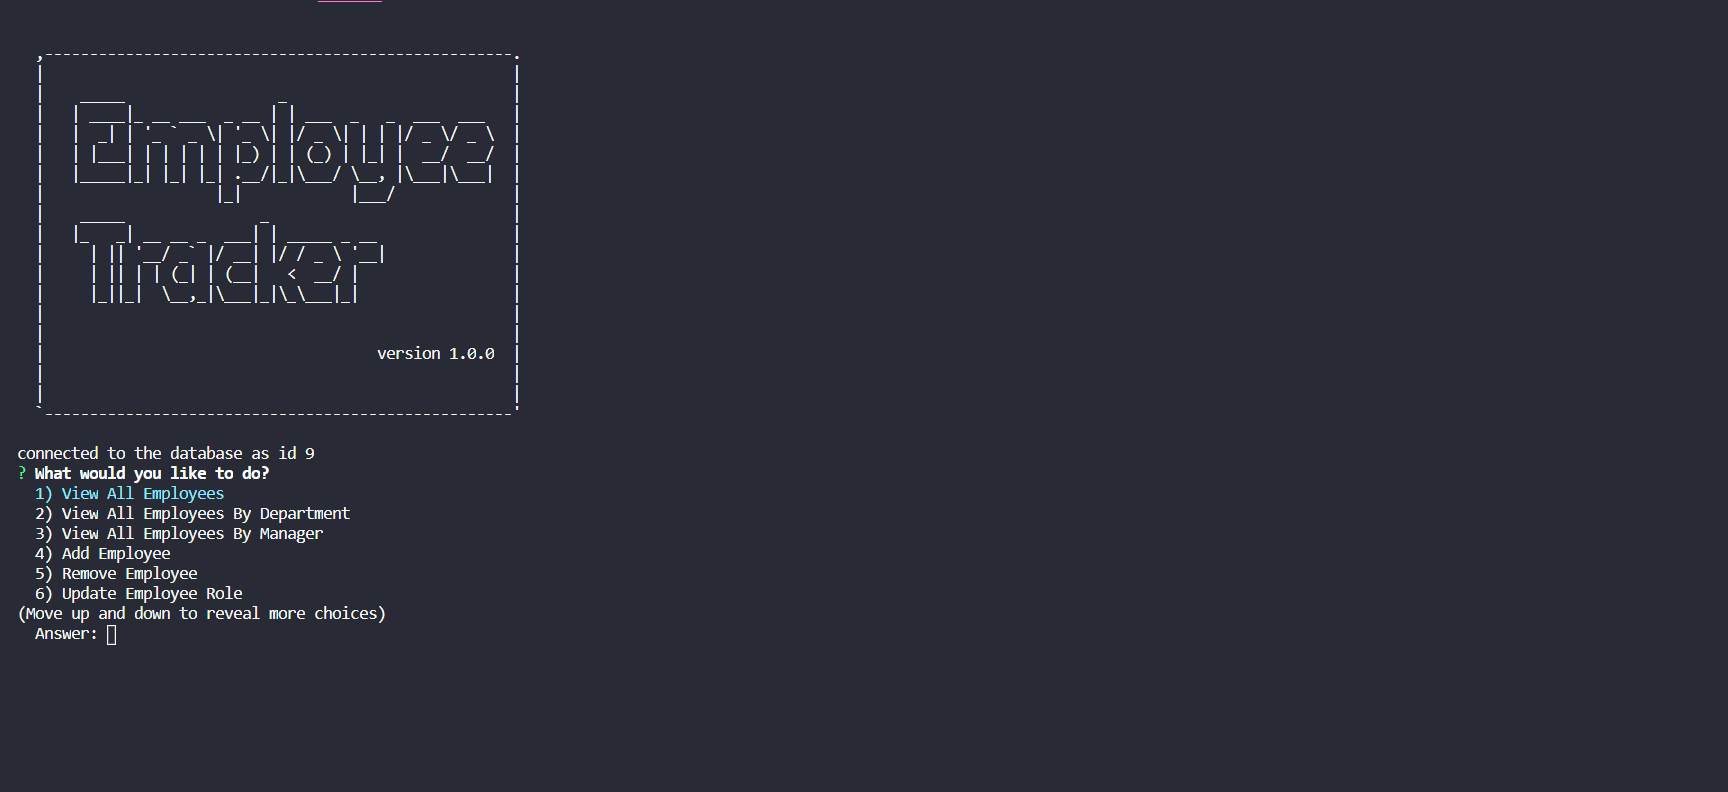 Employee
Tracker
version 1.0.0
connected to the database as id 9
? What would you like to do?
1) View All Employees
2) View All Employees By Department
3) View All Employees By Manager
4) Add Employee
5) Remove Employee
6) Update Employee Role
(Move up and down to reveal more choices)
Answer: